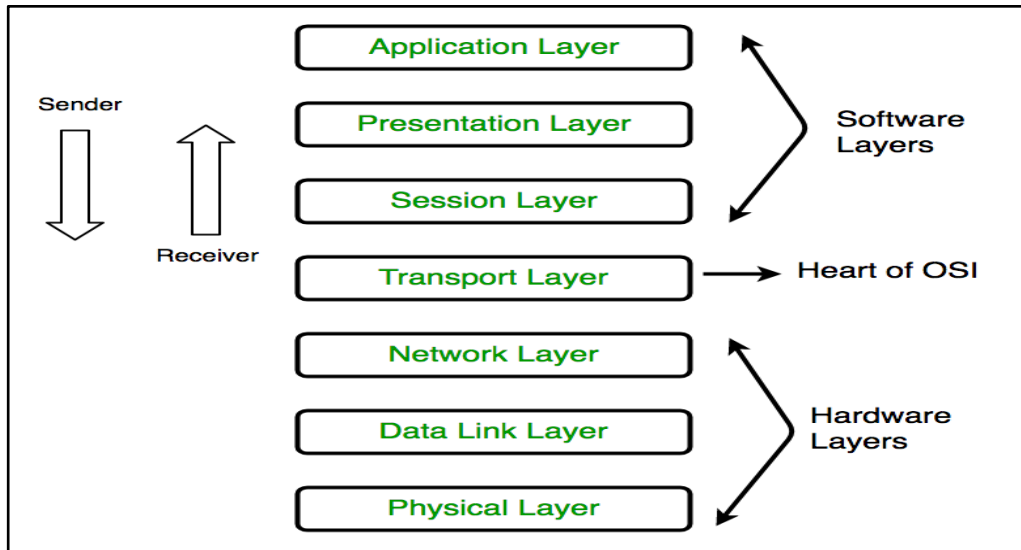 Application Layer
Sender
Presentation Layer
Software
Layers
Session Layer
Receiver
Transport Layer
Heart of OSI
Network Layer
Data Link Layer
Hardware
Layers
Physical Layer